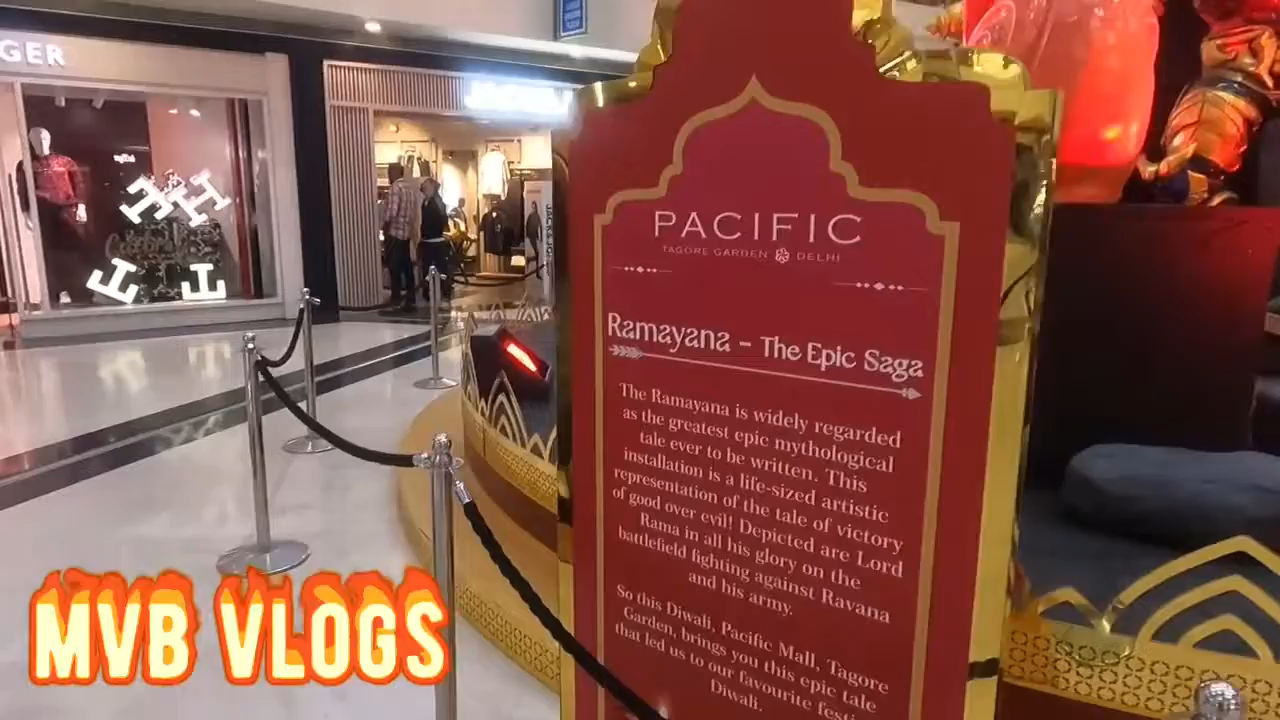 GER
PACIFIC
TAGORE GARDEN DELHI
Ramayana - The Epic Saga
The Ramayana is widely regarded
as the greatest epic mythological
tale ever to be written. This
installation is a life-sized artistic
representation of the tale of victory
of good over evil! Depicted are Lord
Rama in all his glory on the
battlefield fighting against Ravana
and his army.
So this Diwali, Pacific Mall, Tagore
Garden, brings you this epic tale
that led us to our favourite festi
Diwali.
JACK & JONES
MVB VLOGS